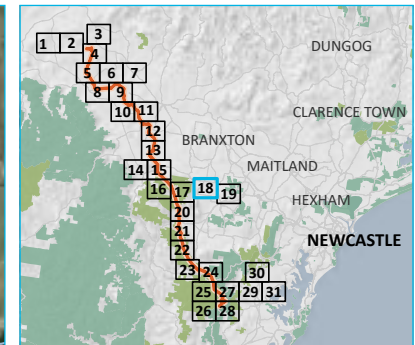 3
DUNGOG
1 2
4
5 6 7
8 9
10 11
CLARENCE TOWN
12
BRANXTON
13
MAITLAND
14 15
16 17 18 19
HEXHAM
20
21
NEWCASTLE
22
23 24 30
25 27 29 31
26 28